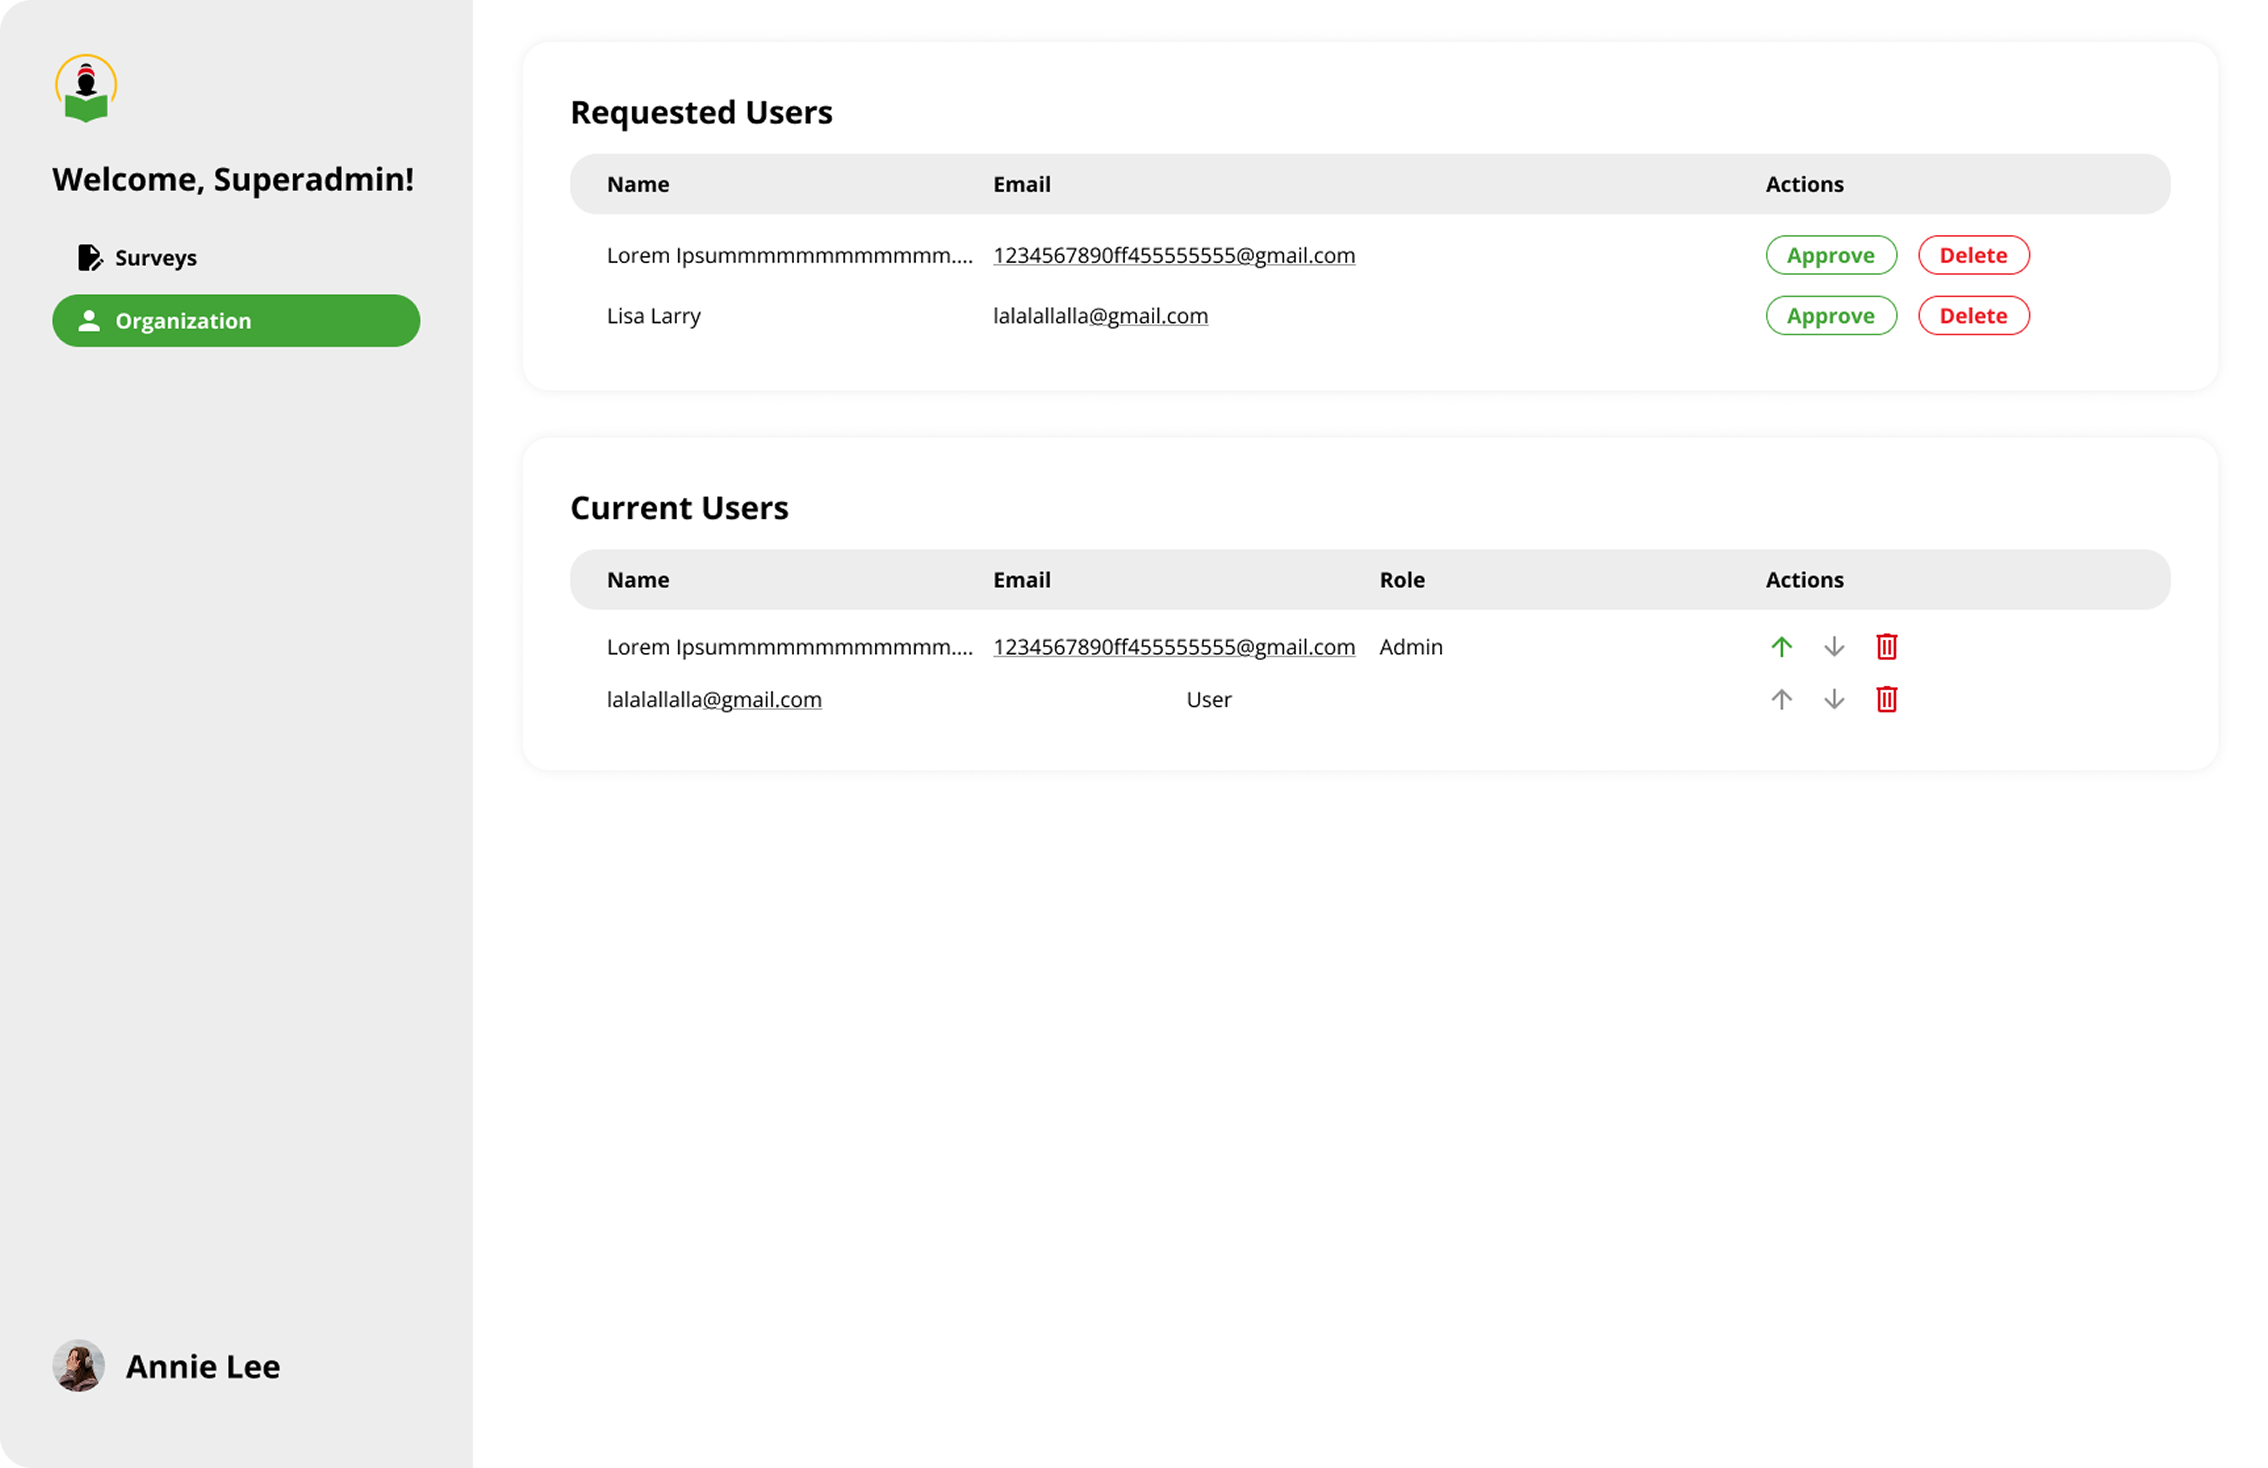 Welcome, Superadmin!
Surveys
Organization
Annie Lee
Requested Users
Name Email Actions
Lorem Ipsummmmmmmmmmmmm.... 1234567890ff455555555@gmail.com Approve Delete
Lisa Larry lalalallalla@gmail.com Approve Delete
Current Users
Name Email Role Actions
Lorem Ipsummmmmmmmmmmmm.... 1234567890ff455555555@gmail.com Admin
lalalallalla@gmail.com User